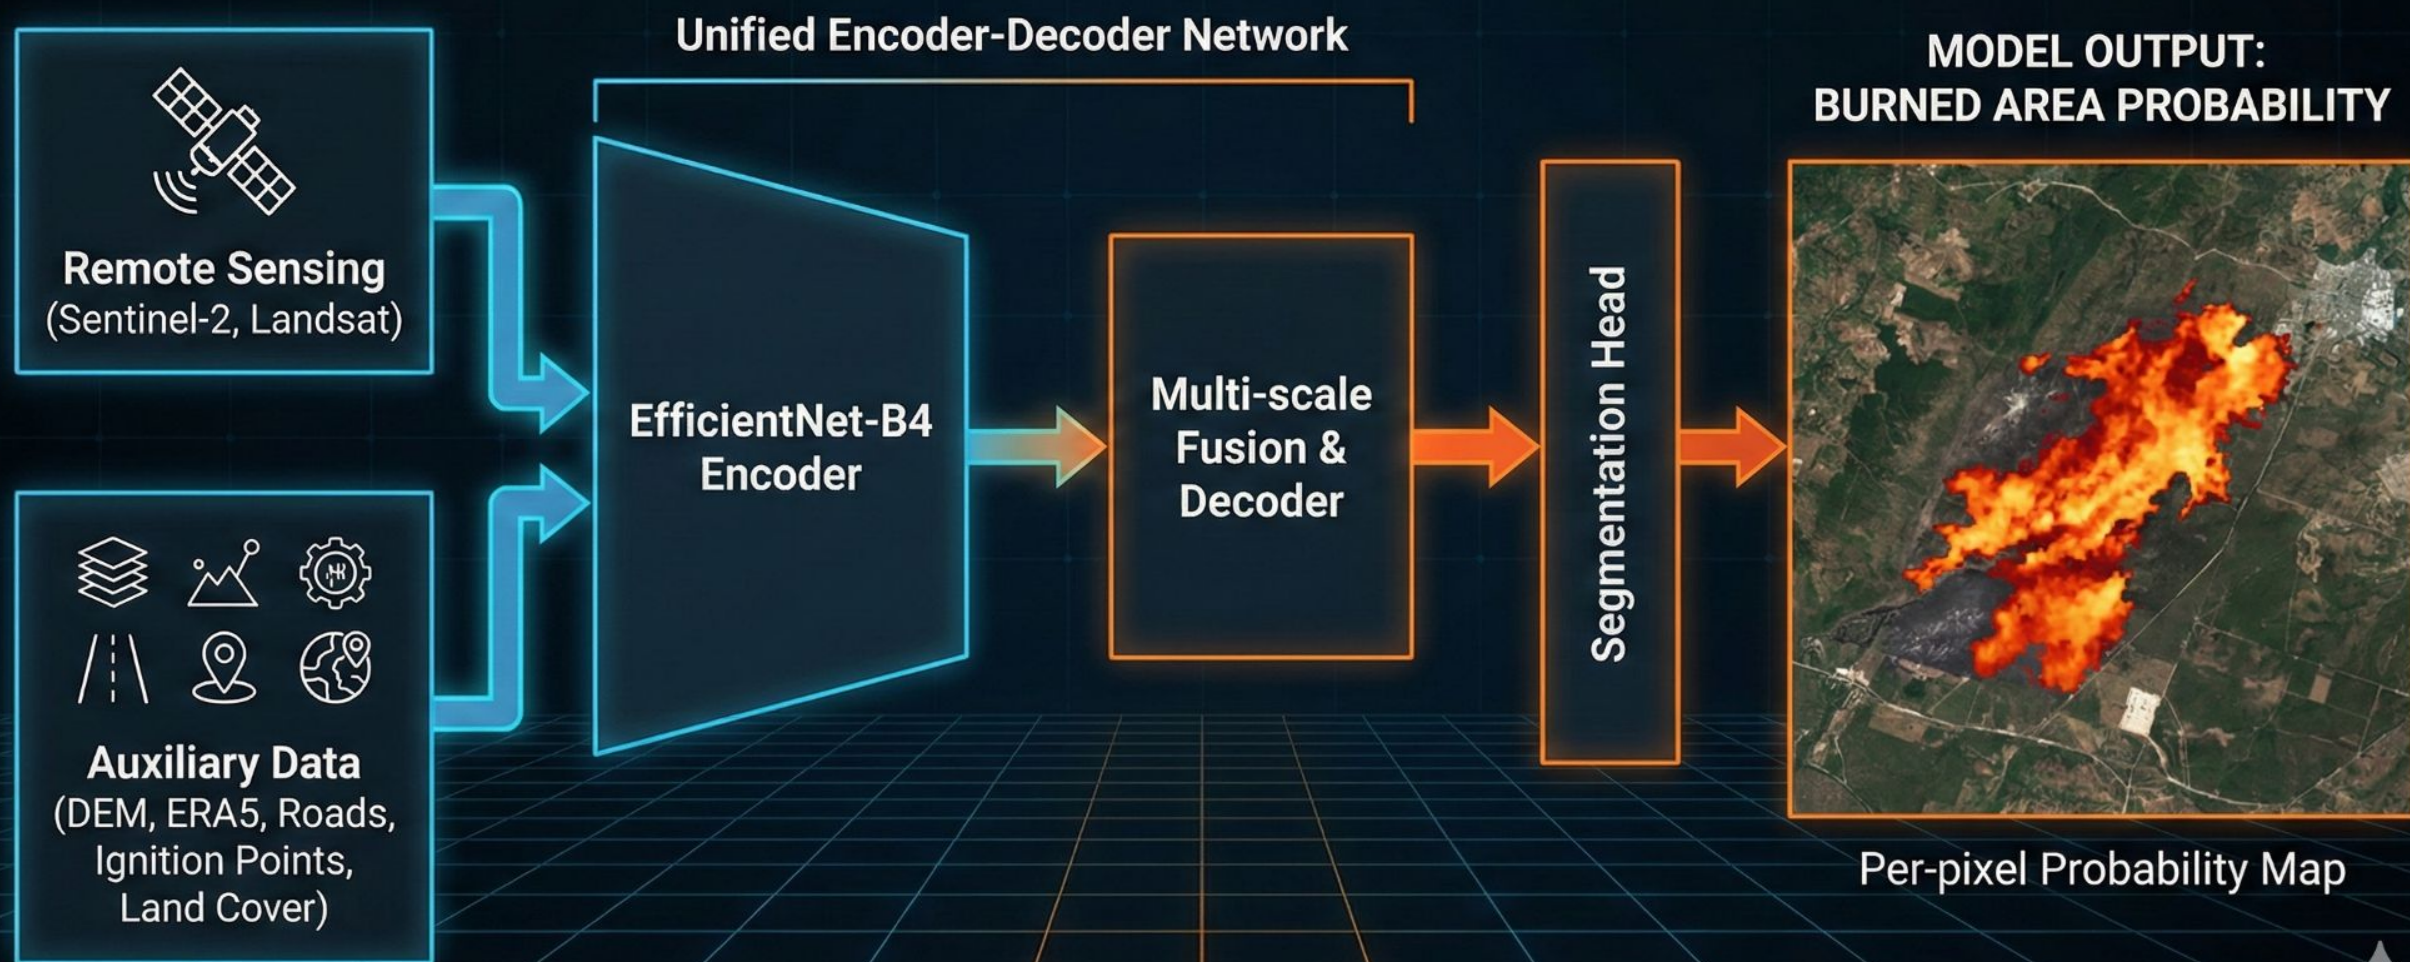 Unified Encoder-Decoder Network
Remote Sensing
(Sentinel-2, Landsat)
Auxiliary Data
(DEM, ERA5, Roads,
Ignition Points,
Land Cover)
EfficientNet-B4
Encoder
Multi-scale
Fusion &
Decoder
Segmentation Head
MODEL OUTPUT:
BURNED AREA PROBABILITY
Per-pixel Probability Map